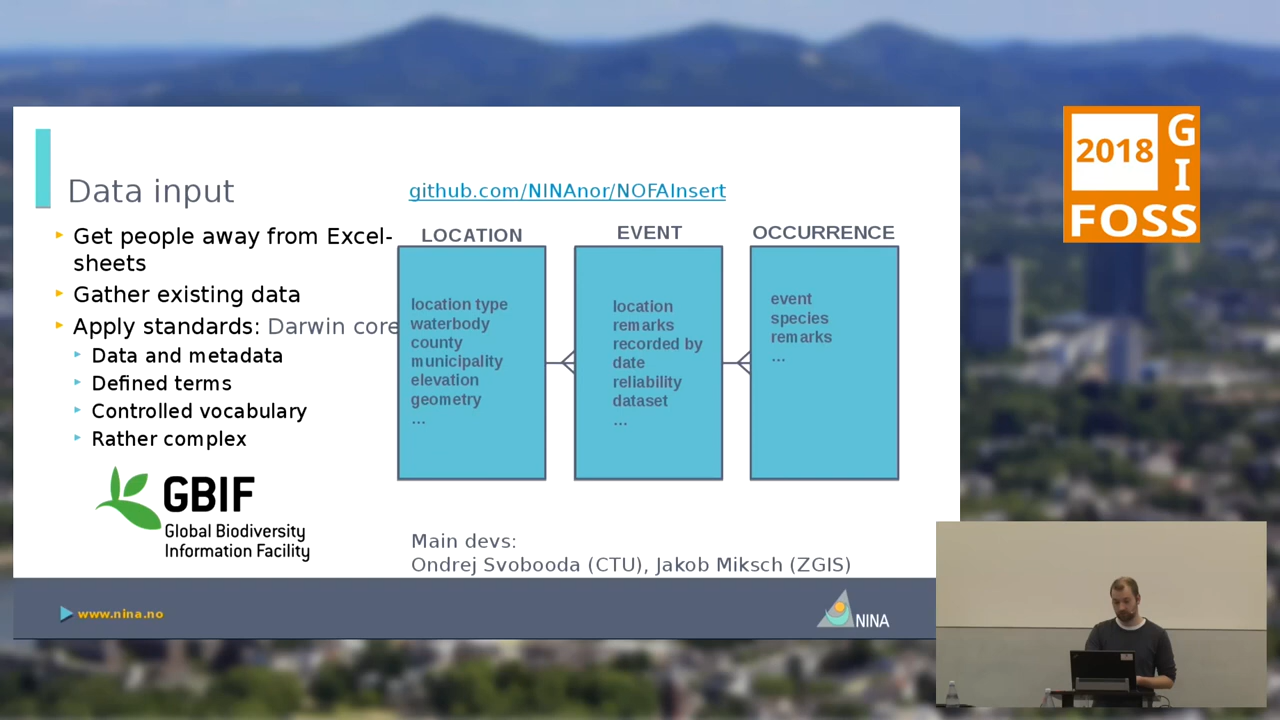 Data input
github.com/NINAnor/NOFAInsert
Get people away from Excel-
sheets
Gather existing data
Apply standards: Darwin core
Data and metadata
Defined terms
Controlled vocabulary
Rather complex
GBIF
Global Biodiversity
Information Facility
LOCATION
location type
waterbody
county
municipality
elevation
geometry
...
EVENT
location
remarks
recorded by
date
reliability
dataset
...
OCCURRENCE
event
species
remarks
...
Main devs:
Ondrej Svobooda (CTU), Jakob Miksch (ZGIS)
www.nina.no
NINA
2018
G
I
FOSS